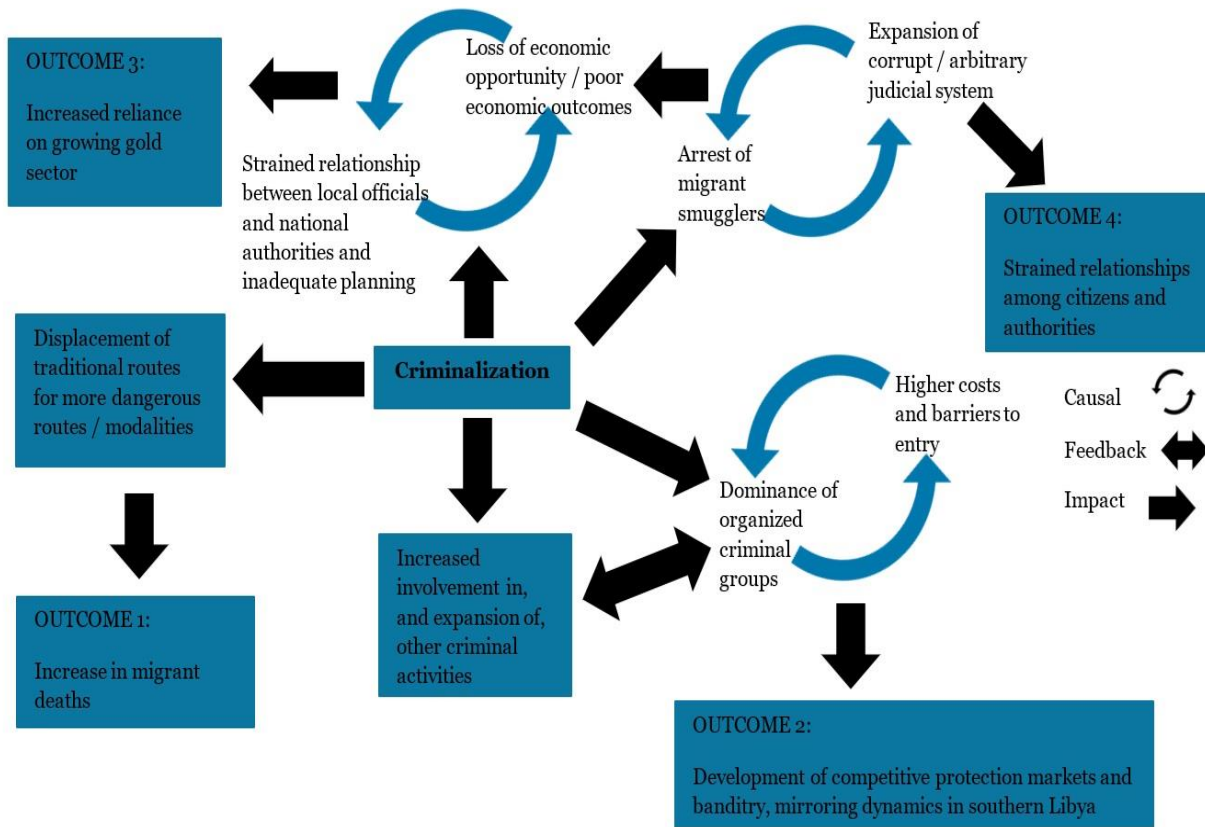 OUTCOME 3:
Increased reliance
on growing gold
sector
Loss of economic
opportunity / poor
economic outcomes
Expansion of
corrupt / arbitrary
judicial system
Strained relationship
between local officials
and national
authorities and
inadequate planning
Arrest of
migrant
smugglers
OUTCOME 4:
Strained relationships
among citizens and
authorities
Displacement of
traditional routes
for more dangerous
routes / modalities
Criminalization
Higher costs
and barriers to
entry
Causal
Feedback
Impact
Dominance of
organized
criminal
groups
Increased
involvement in,
and expansion of,
other criminal
activities
OUTCOME 1:
Increase in migrant
deaths
OUTCOME 2:
Development of competitive protection markets and
banditry, mirroring dynamics in southern Libya